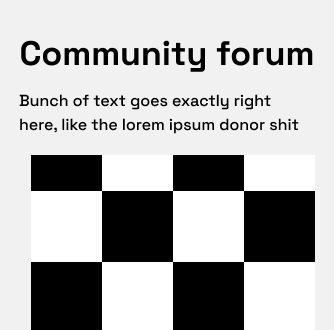 Community forum
Bunch of text goes exactly right
here, like the lorem ipsum donor shit